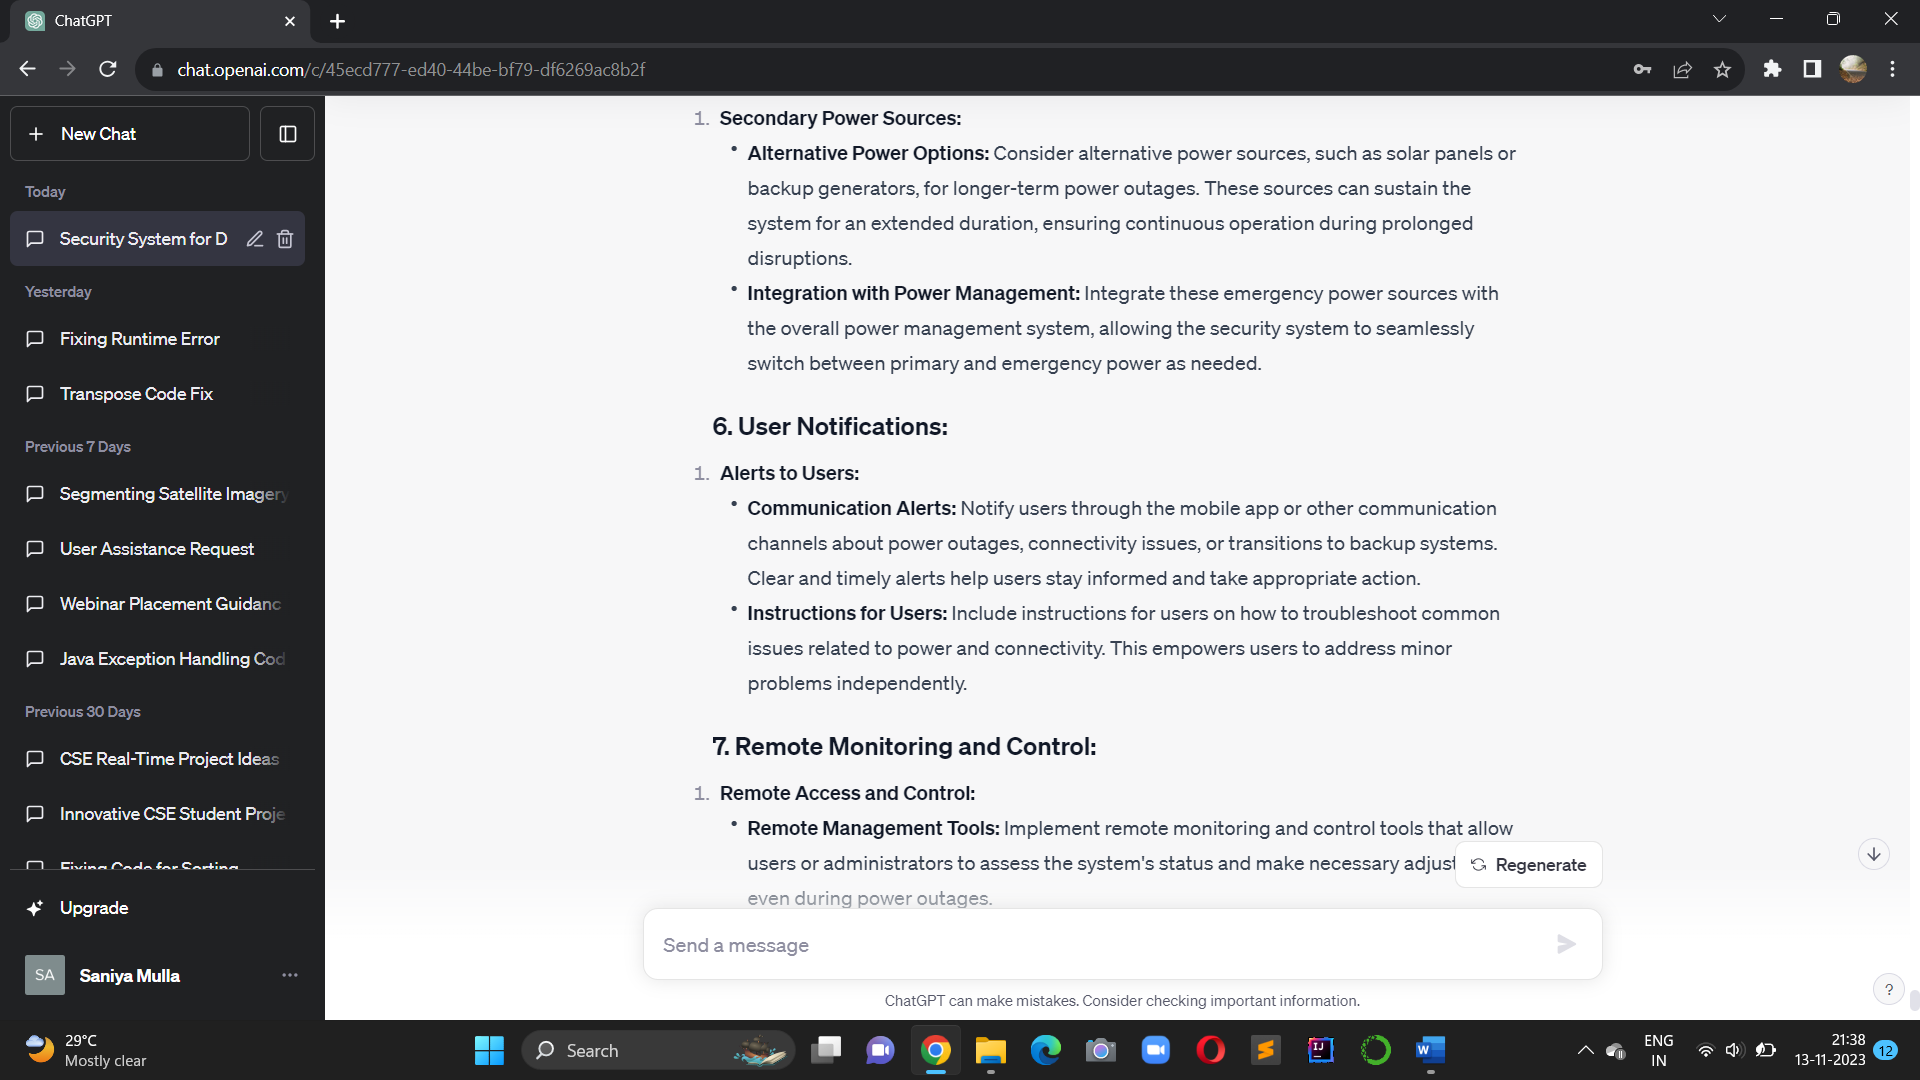 ChatGPT
chat.openai.com/c/45ecd777-ed40-44be-bf79-df6269ac8b2f
New Chat
Today
Security System for D
Yesterday
Fixing Runtime Error
Transpose Code Fix
Previous 7 Days
Segmenting Satellite Imagery
User Assistance Request
Webinar Placement Guidanc
Java Exception Handling Cod
Previous 30 Days
CSE Real-Time Project Ideas
Innovative CSE Student Proje
Fixing Code for Sorting
Upgrade
SA Saniya Mulla
1. Secondary Power Sources:
• Alternative Power Options: Consider alternative power sources, such as solar panels or
backup generators, for longer-term power outages. These sources can sustain the
system for an extended duration, ensuring continuous operation during prolonged
disruptions.
• Integration with Power Management: Integrate these emergency power sources with
the overall power management system, allowing the security system to seamlessly
switch between primary and emergency power as needed.
6. User Notifications:
1. Alerts to Users:
• Communication Alerts: Notify users through the mobile app or other communication
channels about power outages, connectivity issues, or transitions to backup systems.
Clear and timely alerts help users stay informed and take appropriate action.
• Instructions for Users: Include instructions for users on how to troubleshoot common
issues related to power and connectivity. This empowers users to address minor
problems independently.
7. Remote Monitoring and Control:
1. Remote Access and Control:
• Remote Management Tools: Implement remote monitoring and control tools that allow
users or administrators to assess the system's status and make necessary adjust
even during power outages.
Regenerate
Send a message
ChatGPT can make mistakes. Consider checking important information.
?
29°C
Mostly clear
Search
IJ
W
ENG
IN
21:38
13-11-2023
12